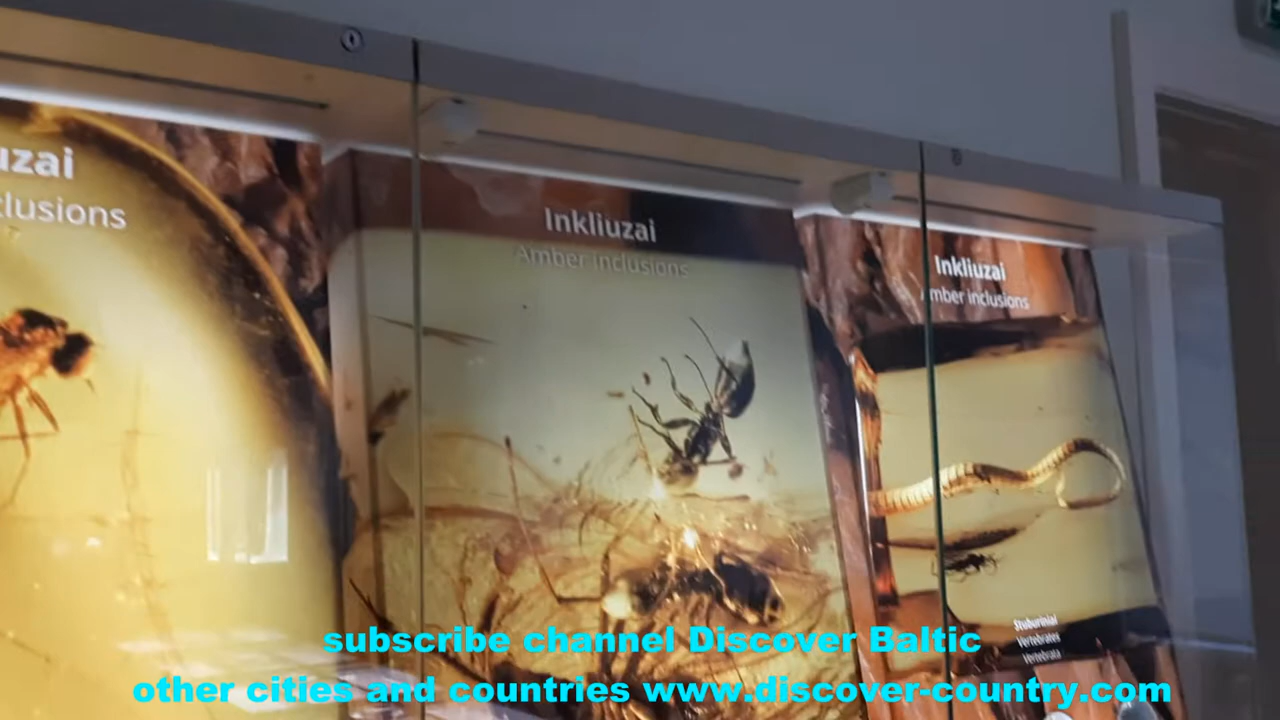 uzai
clusions
Inkliuzai
Amber inclusions
Inkliuzai
Amber inclusions
Stuburiniai
Vertebrates
Vertebrata
subscribe channel Discover Baltic
other cities and countries www.discover-country.com